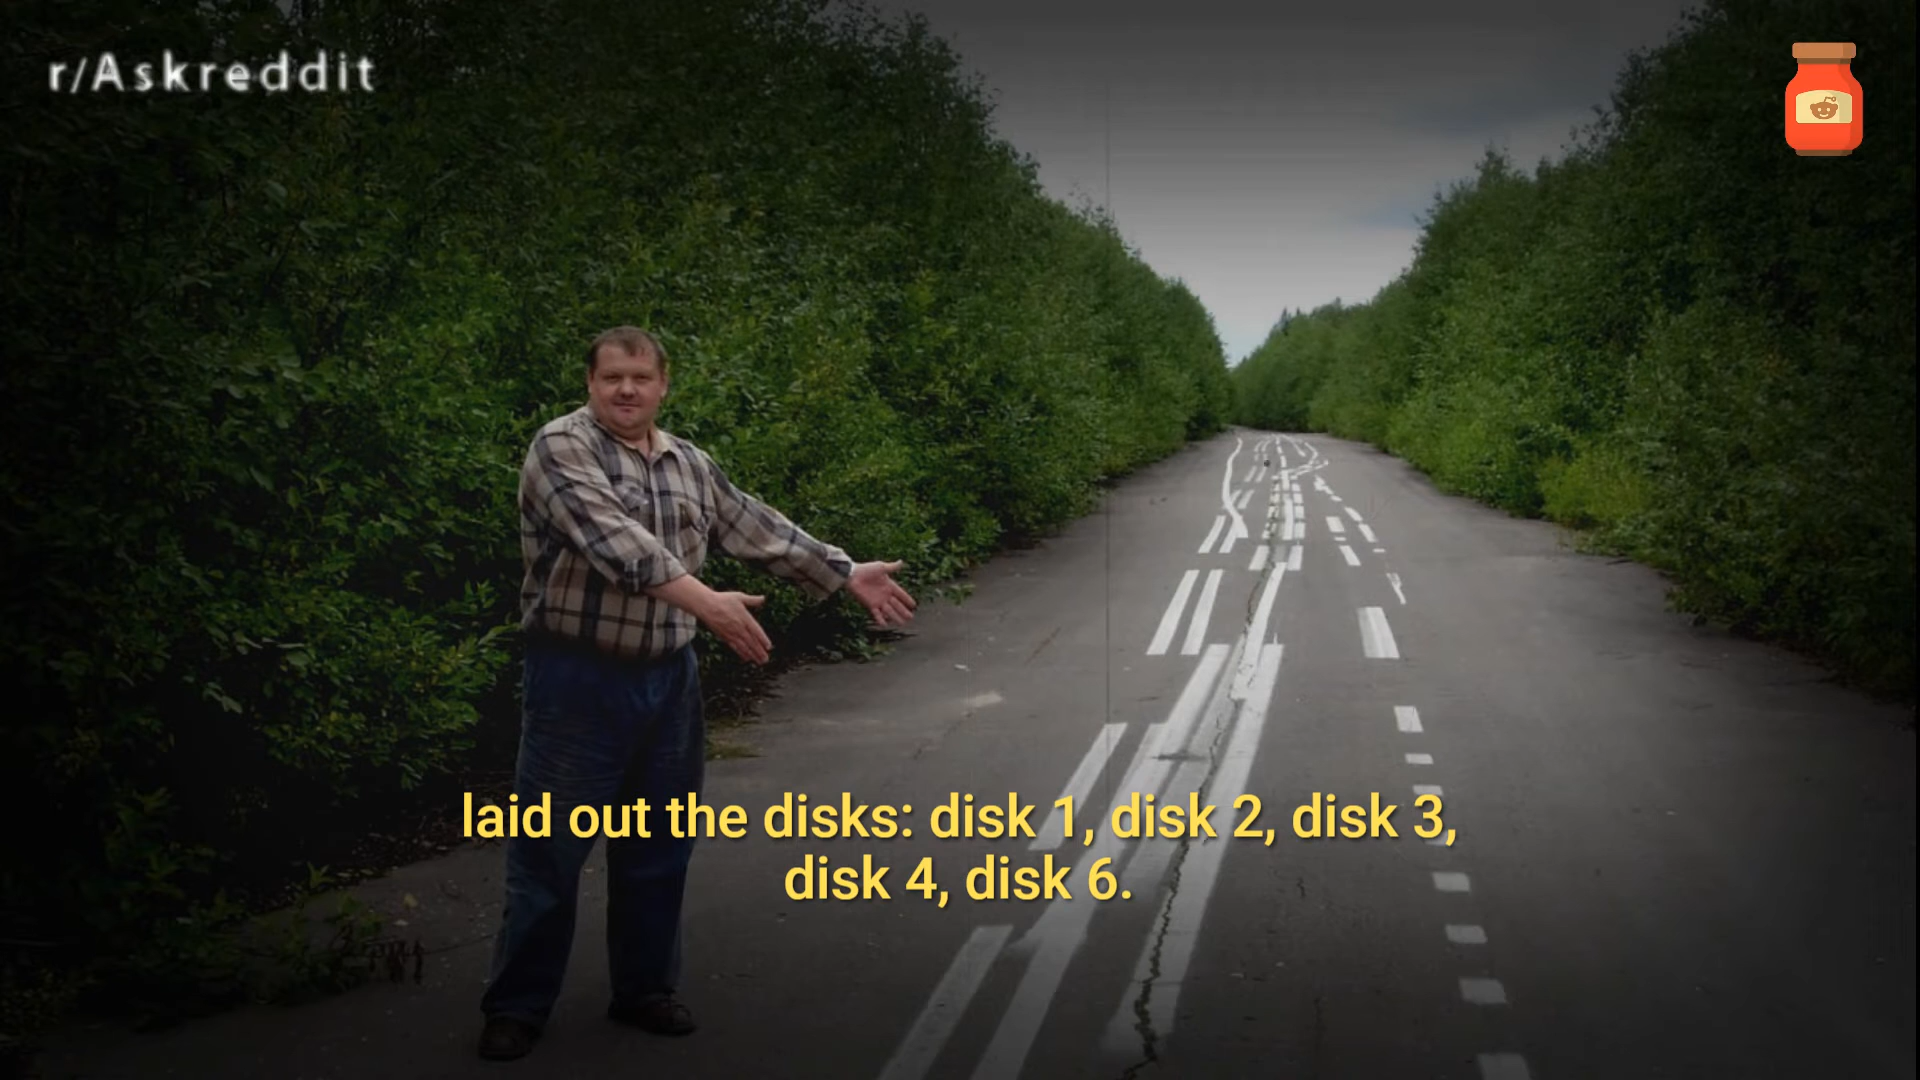 r/Askreddit
laid out the disks: disk 1, disk 2, disk 3,
disk 4, disk 6.